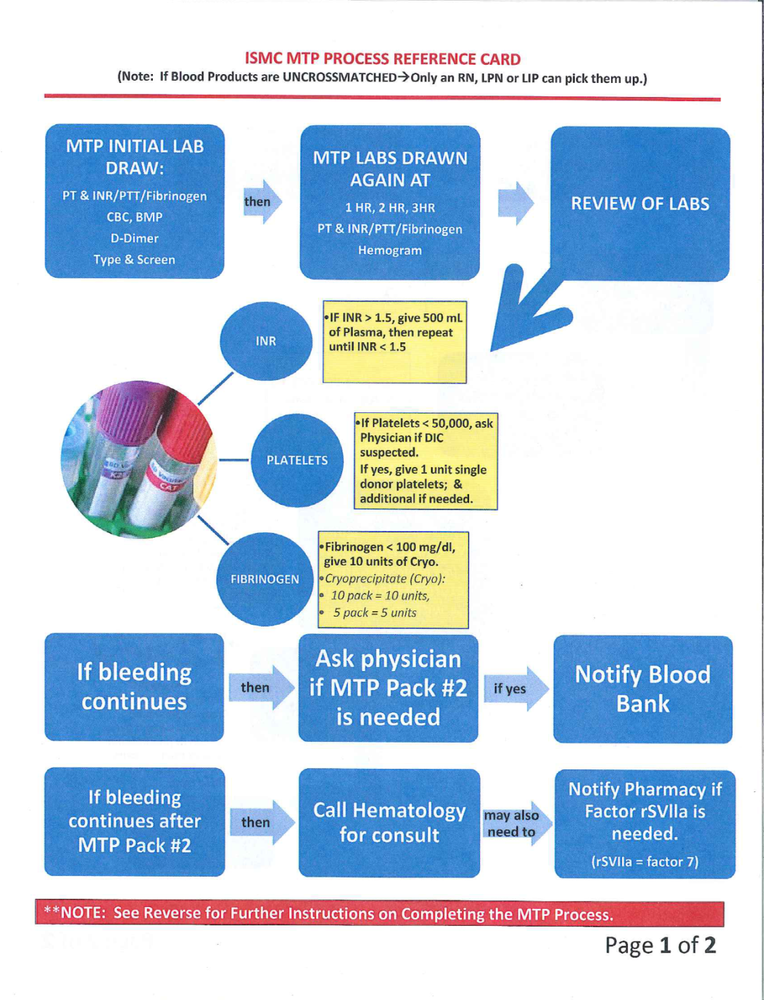 ISMC MTP PROCESS REFERENCE CARD
(Note: If Blood Products are UNCROSSMATCHED→Only an RN, LPN or LIP can pick them up.)
MTP INITIAL LAB
DRAW:
PT & INR/PTT/Fibrinogen
CBC, BMP
D-Dimer
Type & Screen
then
MTP LABS DRAWN
AGAIN AT
1 HR, 2 HR, 3HR
PT & INR/PTT/Fibrinogen
Hemogram
REVIEW OF LABS
INR
•IF INR > 1.5, give 500 mL
of Plasma, then repeat
until INR < 1.5
PLATELETS
•If Platelets < 50,000, ask
Physician if DIC
suspected.
If yes, give 1 unit single
donor platelets; &
additional if needed.
CAT
FIBRINOGEN
•Fibrinogen < 100 mg/dl,
give 10 units of Cryo.
•Cryoprecipitate (Cryo):
• 10 pack = 10 units,
• 5 pack = 5 units
If bleeding
continues
then
Ask physician
if MTP Pack #2
is needed
if yes
Notify Blood
Bank
If bleeding
continues after
MTP Pack #2
then
Call Hematology
for consult
may also
need to
Notify Pharmacy if
Factor rSVIIa is
needed.
(rSVIIa = factor 7)
**NOTE: See Reverse for Further Instructions on Completing the MTP Process.
Page 1 of 2